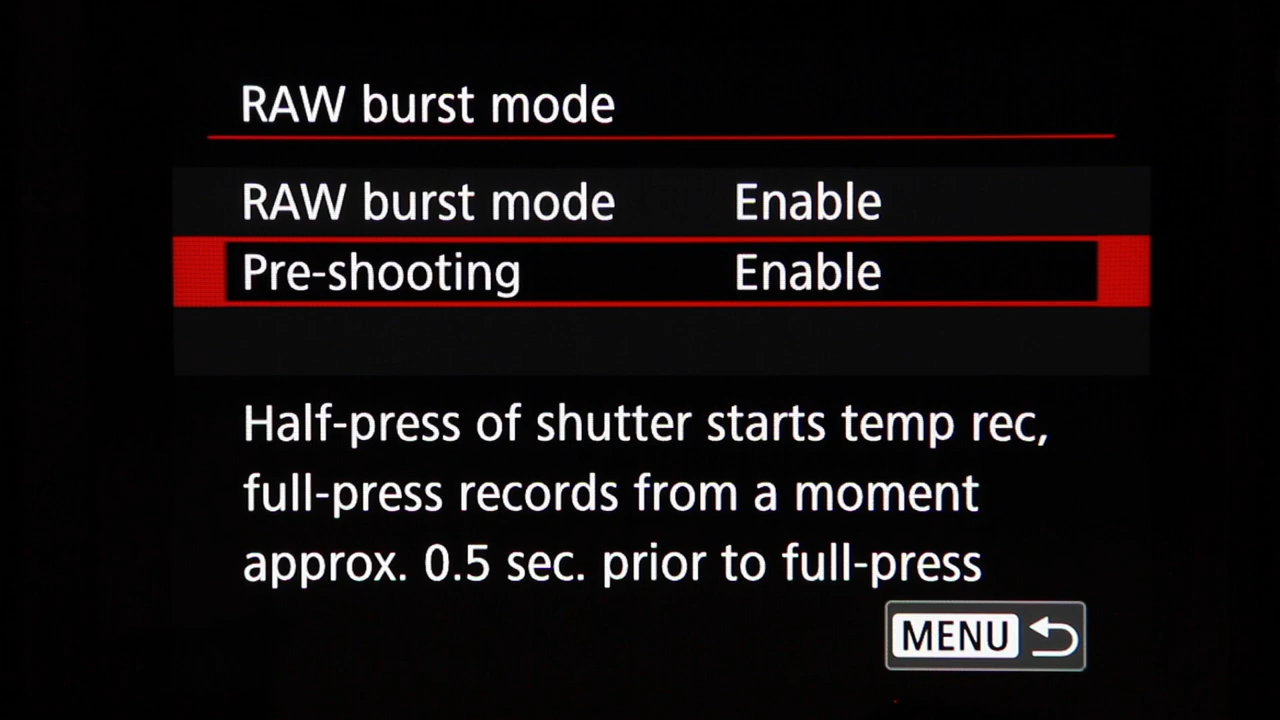 RAW burst mode
RAW burst mode Enable
Pre-shooting Enable
Half-press of shutter starts temp rec,
full-press records from a moment
approx. 0.5 sec. prior to full-press
MENU